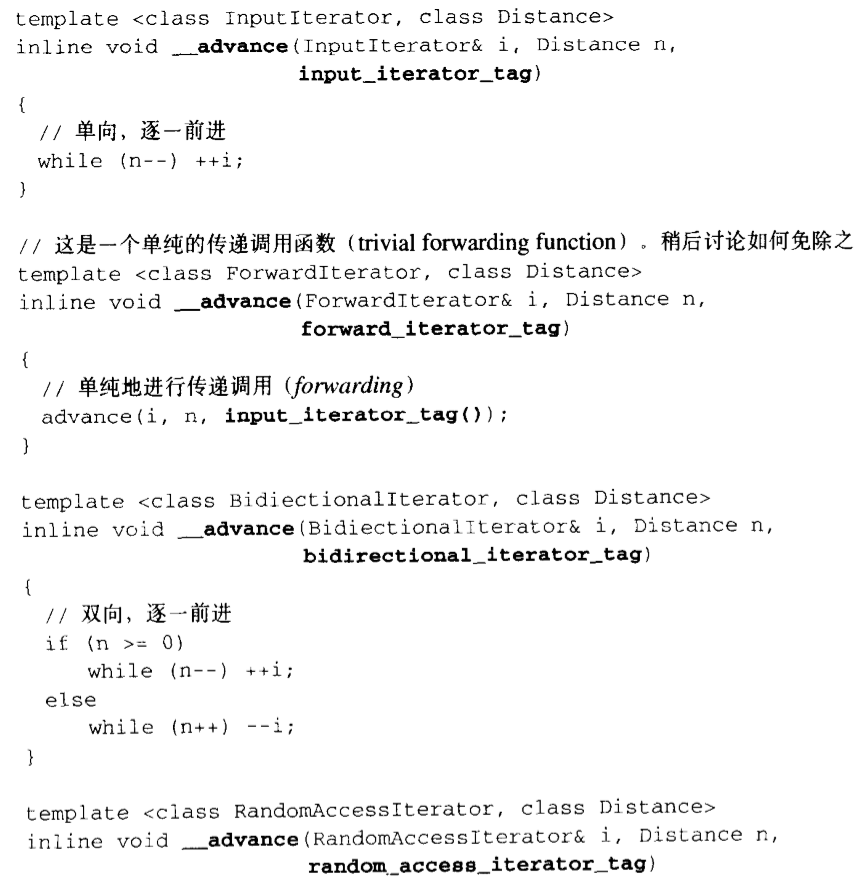 template <class InputIterator, class Distance>
inline void __advance(InputIterator& i, Distance n,
input_iterator_tag)
{
// 单向，逐一前进
while (n--) ++i;
}
// 这是一个单纯的传递调用函数（trivial forwarding function）。稍后讨论如何免除之
template <class ForwardIterator, class Distance>
inline void __advance(ForwardIterator& i, Distance n,
forward_iterator_tag)
{
// 单纯地进行传递调用（forwarding）
advance(i, n, input_iterator_tag());
}
template <class BidiectionalIterator, class Distance>
inline void __advance(BidiectionalIterator& i, Distance n,
bidirectional_iterator_tag)
{
// 双向，逐一前进
if (n >= 0)
while (n--) ++i;
else
while (n++) --i;
}
template <class RandomAccessIterator, class Distance>
inline void __advance(RandomAccessIterator& i, Distance n,
random_access_iterator_tag)